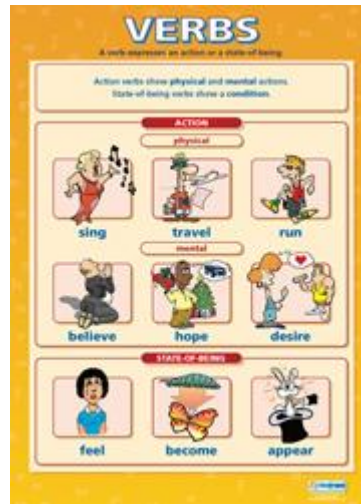 VERBS
A verb expresses an action or a state-of-being.
Action verbs show physical and mental actions.
State-of-being verbs show a condition.
ACTION
physical
sing travel run
mental
believe hope desire
STATE-OF-BEING
feel become appear